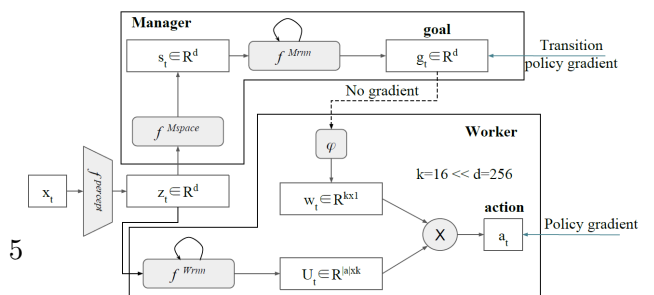 Manager
goal
s_t∈R^d
f^Mrnn
g_t∈R^d
Transition
policy gradient
No gradient
f^Mspace
φ
Worker
k=16 << d=256
x_t
f^percept
z_t∈R^d
w_t∈R^kx1
action
X
a_t
Policy gradient
5
f^Wrnn
U_t∈R^|a|xk